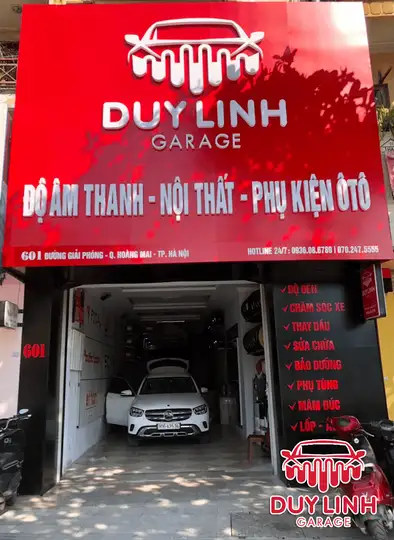 DUY LINH
GARAGE
ĐỘ ÂM THANH - NỘI THẤT - PHỤ KIỆN ÔTÔ
601 ĐƯỜNG GIẢI PHÓNG - Q. HOÀNG MAI - TP. HÀ NỘI
HOTLINE 24/7 :
601
ĐỘ ĐÈN
✓ CHĂM SÓC XE
✓ THAY DẦU
✓ SỬA CHỮA
✓ BẢO DƯỠNG
✓ PHỤ TÙNG
✓ MÂM ĐÚC
✓ LỐP -
DUY LINH
GARAGE